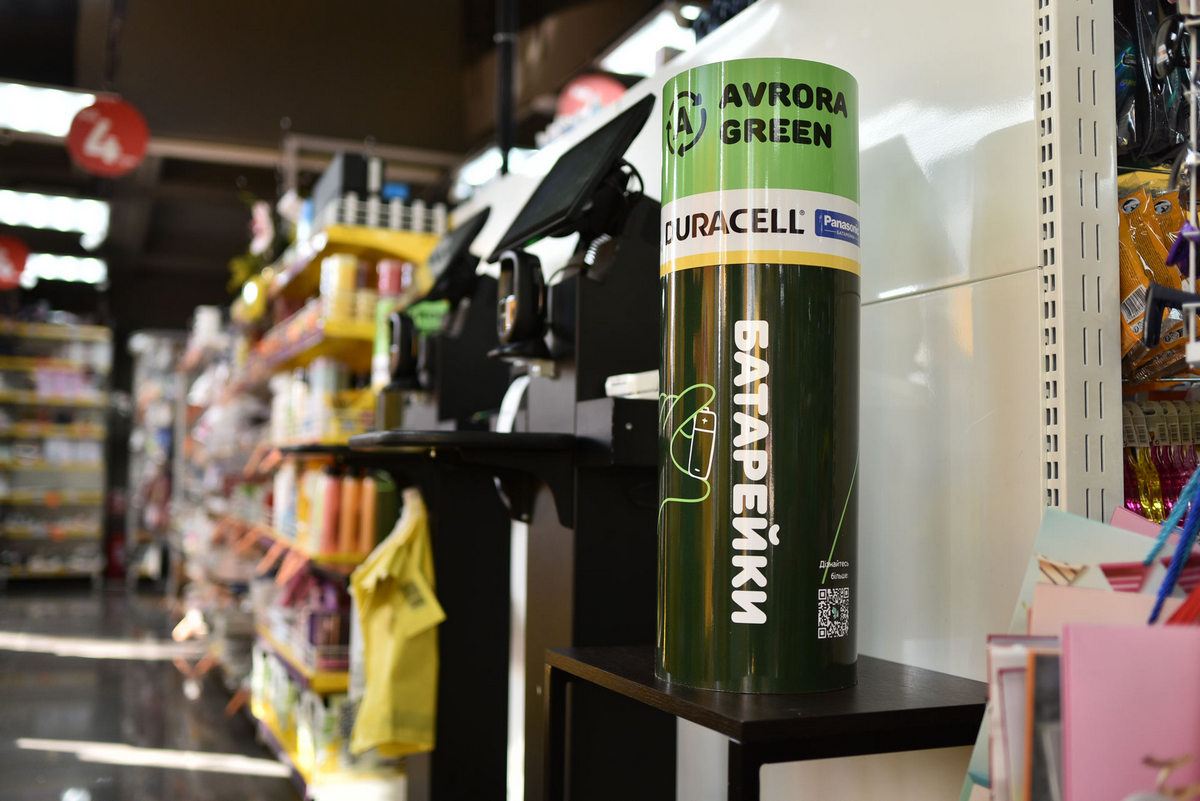 4
A
AVRORA
GREEN
DURACELL®
Panasonic
БАТАРЕЙКИ
Дізнайтесь
більше: